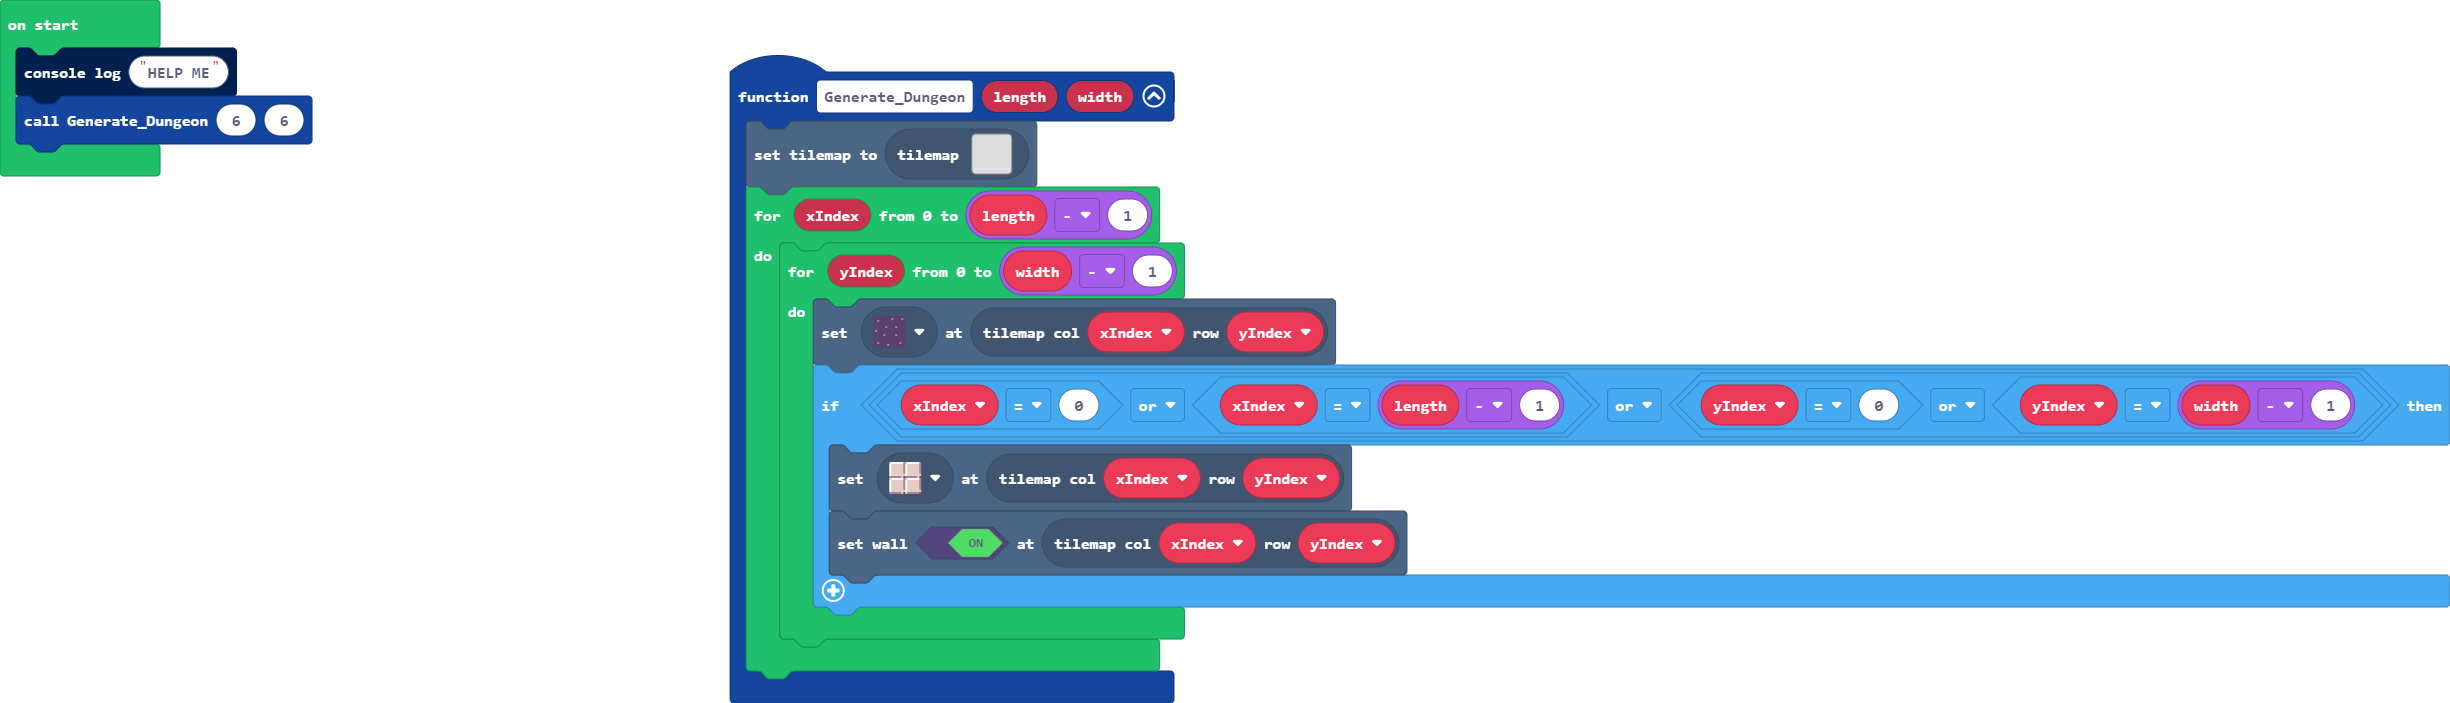 on start
console log "HELP ME"
call Generate_Dungeon 6 6
function Generate_Dungeon length width
set tilemap to tilemap
for xIndex from 0 to length - 1
do
for yIndex from 0 to width - 1
do
set at tilemap col xIndex row yIndex
if xIndex = 0 or xIndex = length - 1 or yIndex = 0 or yIndex = width - 1 then
set at tilemap col xIndex row yIndex
set wall ON at tilemap col xIndex row yIndex